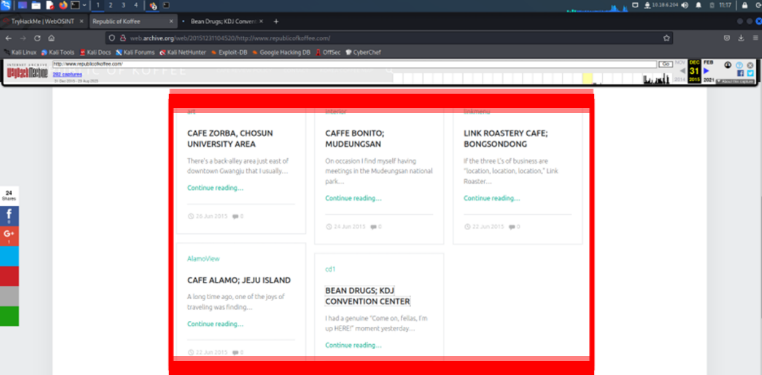 1 2 3 4
11:17
TryHackMe | WebOSINT
Republic of Koffee
Bean Drugs; KDJ Conven
web.archive.org/web/20151231104520/http://www.republicofkoffee.com/
Kali Linux Kali Tools Kali Docs Kali Forums Kali NetHunter Exploit-DB Google Hacking DB OffSec CyberChef
http://www.republicofkoffee.com/ Go
DEC FEB
282 captures
31
2015 2021
24
Shares
CAFE ZORBA, CHOSUN
UNIVERSITY AREA
There's a back alley area just east of
downtown Gwangju that I usually…
Continue reading…
26 Jun 2015 0
interior
CAFFE BONITO;
MUDEUNGSAN
On occasion I find myself having
meetings in the Mudeungsan national
park…
Continue reading…
24 Jun 2015 0
LINK ROASTERY CAFE;
BONGSONDONG
If the three L's of business are
"location, location, location," Link
Roaster…
Continue reading…
22 Jun 2015 0
AlamoView
CAFE ALAMO; JEJU ISLAND
A long time ago, one of the joys of
traveling was finding…
Continue reading…
22 Jun 2015 0
cd1
BEAN DRUGS; KDJ
CONVENTION CENTER
I had a genuine "Come on, fellas, I'm
up HERE!" moment yesterday…
Continue reading…